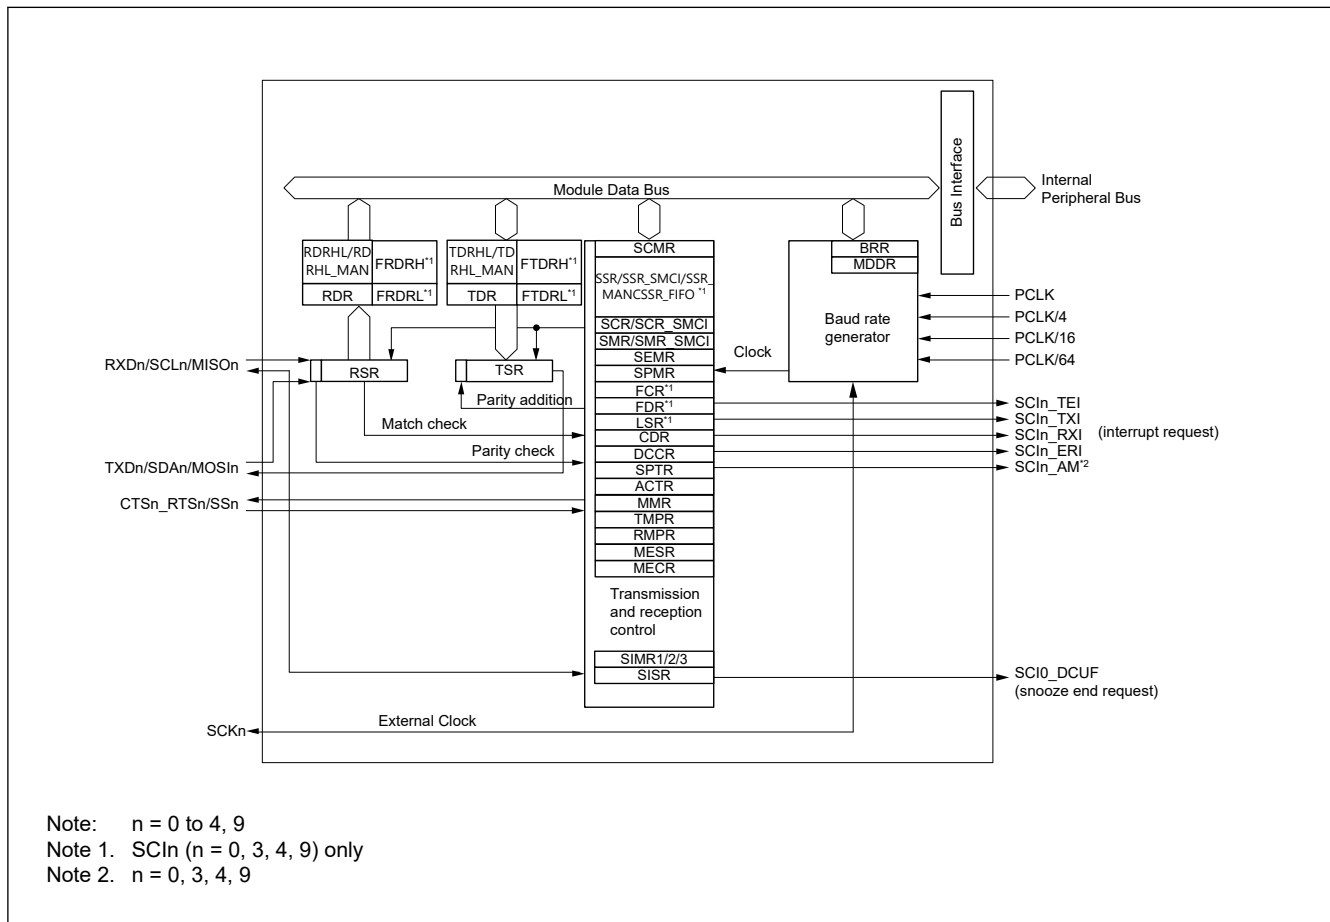 Bus Interface
Internal
Peripheral Bus
Module Data Bus
RDRHL/RD
RHL_MAN
FRDRH*1
RDR
FRDRL*1
TDRHL/TD
RHL_MAN
FTDRH*1
TDR
FTDRL*1
SCMR
SSR/SSR_SMCI/SSR_
MANCSSR_FIFO *1
SCR/SCR_SMCI
SMR/SMR_SMCI
SEMR
SPMR
FCR*1
FDR*1
LSR*1
CDR
DCCR
SPTR
ACTR
MMR
TMPR
RMPR
MESR
MECR
Transmission
and reception
control
SIMR1/2/3
SISR
BRR
MDDR
Baud rate
generator
Clock
PCLK
PCLK/4
PCLK/16
PCLK/64
RXDn/SCLn/MISOn
RSR
TSR
Parity addition
Match check
Parity check
TXDn/SDAn/MOSIn
CTSn_RTSn/SSn
SCIn_TEI
SCIn_TXI
SCIn_RXI
(interrupt request)
SCIn_ERI
SCIn_AM*2
SCI0_DCUF
(snooze end request)
External Clock
SCKn
Note: n = 0 to 4, 9
Note 1. SCIn (n = 0, 3, 4, 9) only
Note 2. n = 0, 3, 4, 9